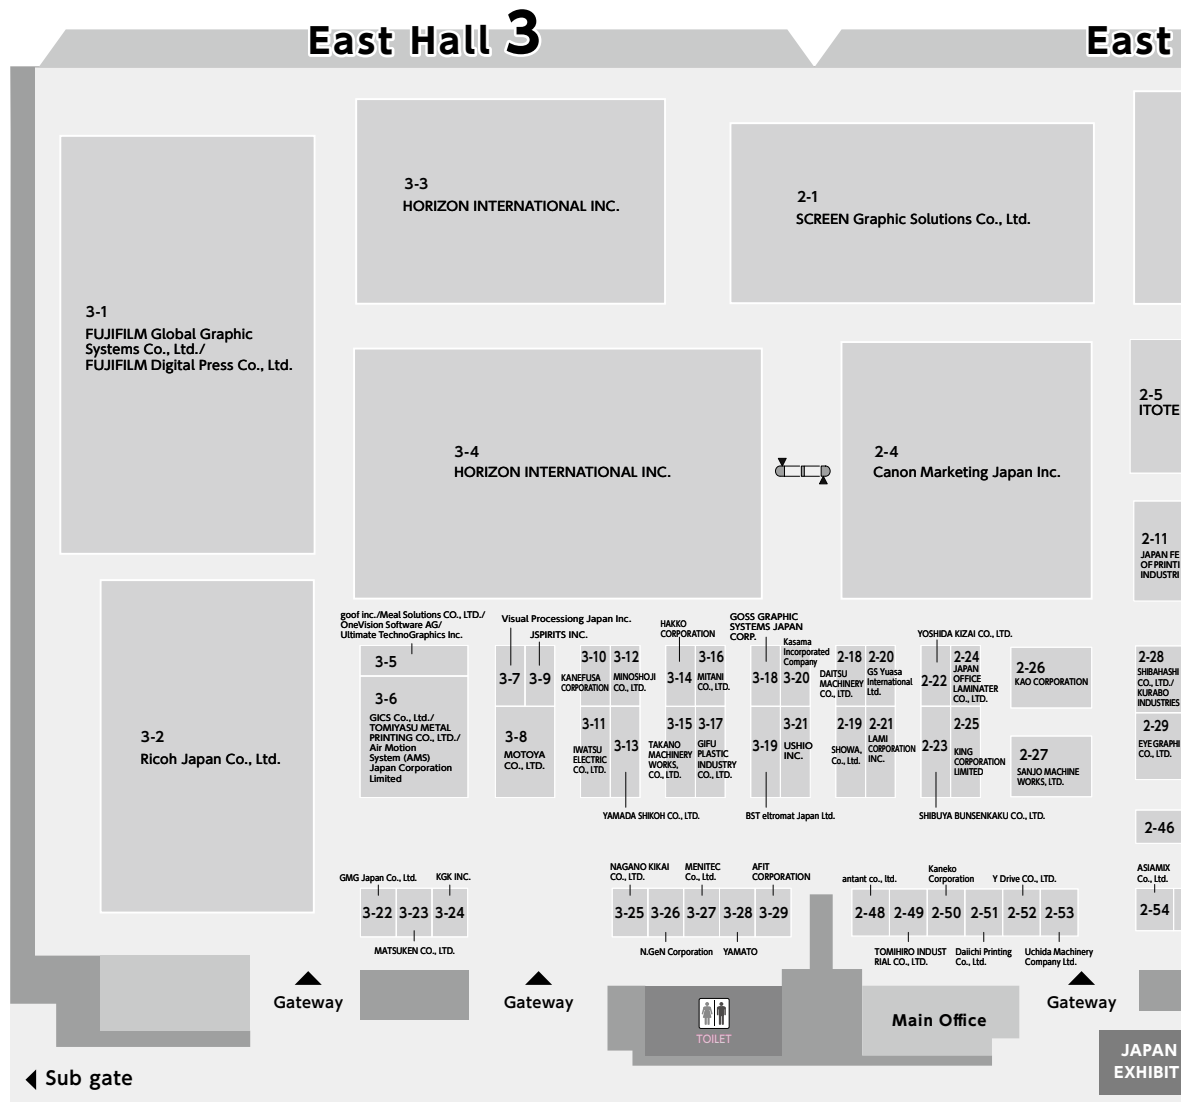 East Hall 3
East
3-3
HORIZON INTERNATIONAL INC.
2-1
SCREEN Graphic Solutions Co., Ltd.
3-1
FUJIFILM Global Graphic
Systems Co., Ltd./
FUJIFILM Digital Press Co., Ltd.
3-4
HORIZON INTERNATIONAL INC.
2-4
Canon Marketing Japan Inc.
2-5
ITOTE
2-11
JAPAN FE
OF PRINTI
INDUSTRI
3-2
Ricoh Japan Co., Ltd.
goof inc./Meal Solutions CO., LTD./
OneVision Software AG/
Ultimate TechnoGraphics Inc.
3-5
3-6
GICS Co., Ltd./
TOMIYASU METAL
PRINTING CO., LTD./
Air Motion
System (AMS)
Japan Corporation
Limited
Visual Processiong Japan Inc.
JSPIRITS INC.
3-7
3-9
3-8
MOTOYA
CO., LTD.
3-10
KANEFUSA
CORPORATION
3-12
MINOSHOJI
CO., LTD.
3-11
IWATSU
ELECTRIC
CO., LTD.
3-13
YAMADA SHIKOH CO., LTD.
HAKKO
CORPORATION
3-14
3-16
MITANI
CO., LTD.
3-15
TAKANO
MACHINERY
WORKS,
CO., LTD.
3-17
GIFU
PLASTIC
INDUSTRY
CO., LTD.
GOSS GRAPHIC
SYSTEMS JAPAN
CORP.
3-18
Kasama
Incorporated
Company
3-20
3-19
3-21
USHIO
INC.
BST eltromat Japan Ltd.
2-18
DAITSU
MACHINERY
CO., LTD.
2-20
GS Yuasa
International
Ltd.
2-19
SHOWA,
Co., Ltd.
2-21
LAMI
CORPORATION
INC.
YOSHIDA KIZAI CO., LTD.
2-22
2-24
JAPAN
OFFICE
LAMINATER
CO., LTD.
2-23
2-25
KING
CORPORATION
LIMITED
SHIBUYA BUNSENKAKU CO., LTD.
2-26
KAO CORPORATION
2-27
SANJO MACHINE
WORKS, LTD.
2-28
SHIBAHASHI
CO., LTD./
KURABO
INDUSTRIES
2-29
EYEGRAPHI
CO., LTD.
2-46
GMG Japan Co., Ltd.
KGK INC.
3-22
3-23
3-24
MATSUKEN CO., LTD.
NAGANO KIKAI
CO., LTD.
MENITEC
Co., Ltd.
AFIT
CORPORATION
3-25
3-26
3-27
3-28
3-29
N.GeN Corporation
YAMATO
antant co., ltd.
Kaneko
Corporation
Y Drive CO., LTD.
2-48
2-49
2-50
2-51
2-52
2-53
TOMIHIRO INDUST
RIAL CO., LTD.
Daiichi Printing
Co., Ltd.
Uchida Machinery
Company Ltd.
ASIAMIX
Co., Ltd.
2-54
Gateway
Gateway
Gateway
TOILET
Main Office
JAPAN
EXHIBIT
Sub gate